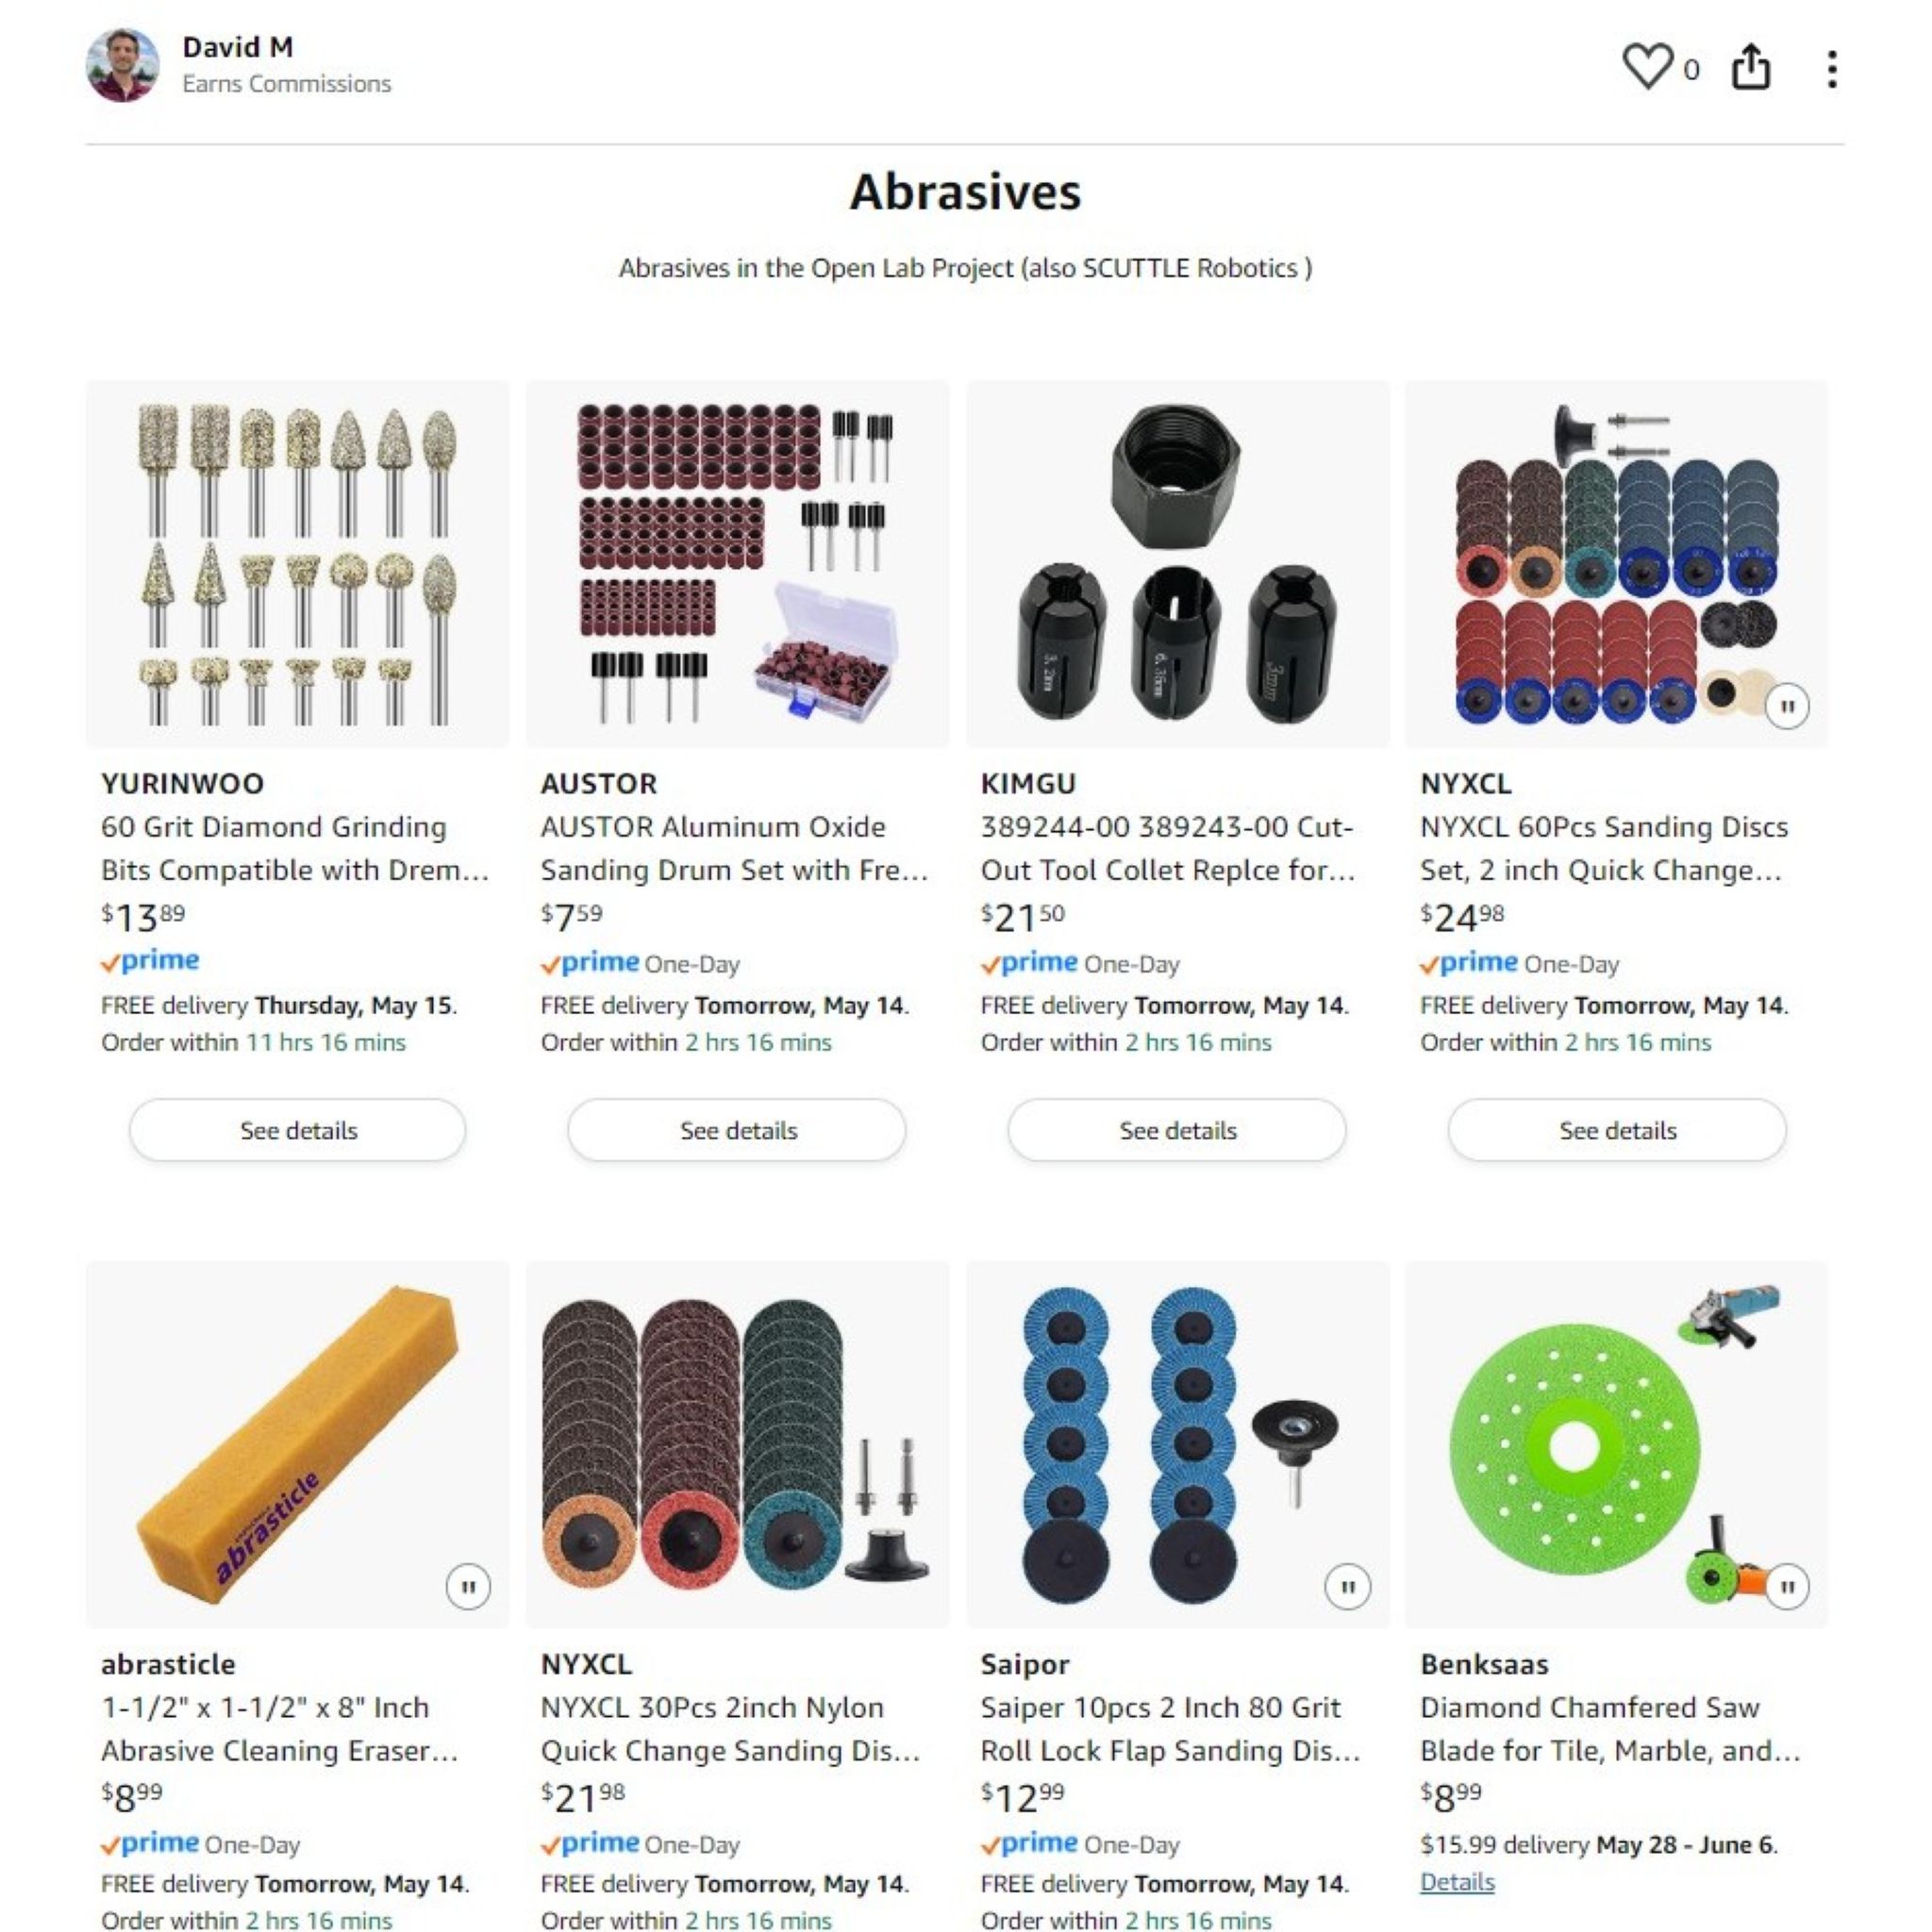 David M
Earns Commissions
0
Abrasives
Abrasives in the Open Lab Project (also SCUTTLE Robotics )
3.2mm
6.35mm
3mm
"
YURINWOO
60 Grit Diamond Grinding
Bits Compatible with Drem...
$13.89
prime
FREE delivery Thursday, May 15.
Order within 11 hrs 16 mins
See details
AUSTOR
AUSTOR Aluminum Oxide
Sanding Drum Set with Fre...
$7.59
prime One-Day
FREE delivery Tomorrow, May 14.
Order within 2 hrs 16 mins
See details
KIMGU
389244-00 389243-00 Cut-
Out Tool Collet Replce for...
$21.50
prime One-Day
FREE delivery Tomorrow, May 14.
Order within 2 hrs 16 mins
See details
NYXCL
NYXCL 60Pcs Sanding Discs
Set, 2 inch Quick Change...
$24.98
prime One-Day
FREE delivery Tomorrow, May 14.
Order within 2 hrs 16 mins
See details
abrasticle
"
abrasticle
1-1/2" x 1-1/2" x 8" Inch
Abrasive Cleaning Eraser...
$8.99
prime One-Day
FREE delivery Tomorrow, May 14.
Order within 2 hrs 16 mins
NYXCL
NYXCL 30Pcs 2inch Nylon
Quick Change Sanding Dis...
$21.98
prime One-Day
FREE delivery Tomorrow, May 14.
Order within 2 hrs 16 mins
"
Saipor
Saiper 10pcs 2 Inch 80 Grit
Roll Lock Flap Sanding Dis...
$12.99
prime One-Day
FREE delivery Tomorrow, May 14.
Order within 2 hrs 16 mins
"
Benksaas
Diamond Chamfered Saw
Blade for Tile, Marble, and...
$8.99
$15.99 delivery May 28 - June 6.
Details